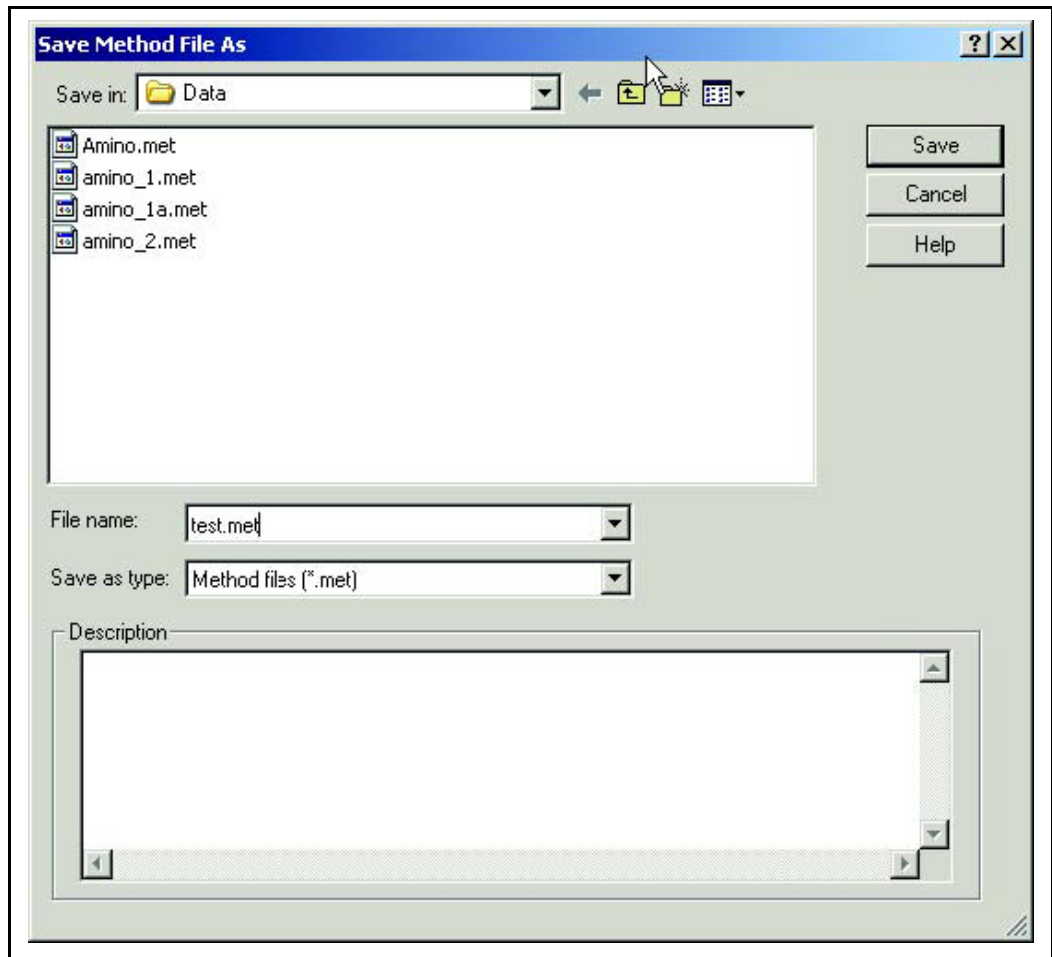 Save Method File As
Save in: Data
Amino.met
amino_1.met
amino_1a.met
amino_2.met
Save
Cancel
Help
File name: test.met
Save as type: Method files (*.met)
Description